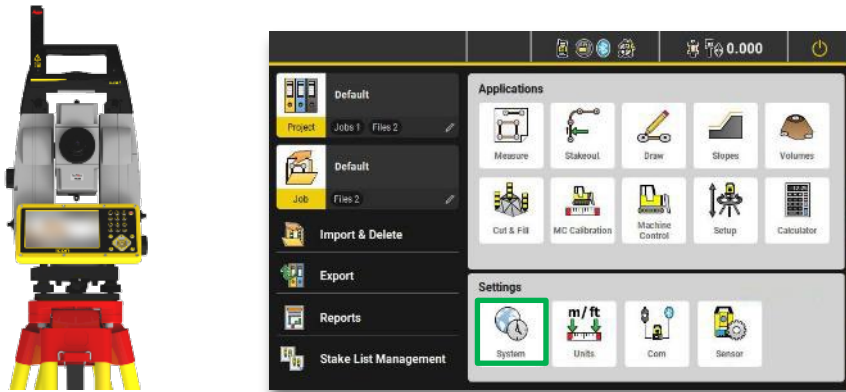 0.000
Default
Project
Jobs 1 Files 2
Default
Job
Files 2
Import & Delete
Export
Reports
Stake List Management
Applications
Measure
Stakeout
Draw
Slopes
Volumes
Cut & Fill
MC Calibration
Machine
Control
Setup
Calculator
Settings
m/ft
System
Units
Com
Sensor